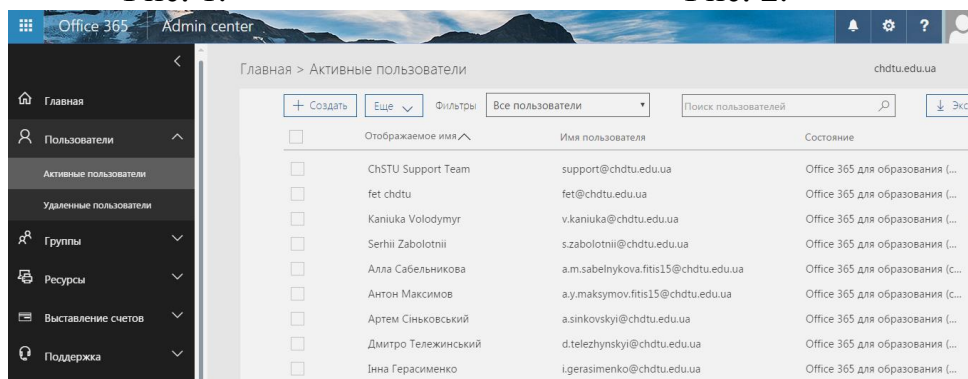 Office 365 Admin center ?
Главная > Активные пользователи chdtu.edu.ua
Главная
+ Создать Еще Фильтры Все пользователи Поиск пользователей
Пользователи
Отображаемое имя Имя пользователя Состояние
Активные пользователи
ChSTU Support Team support@chdtu.edu.ua Office 365 для образования (...
Удаленные пользователи
fet chdtu fet@chdtu.edu.ua Office 365 для образования (...
Kaniuka Volodymyr v.kaniuka@chdtu.edu.ua Office 365 для образования (...
Группы
Serhii Zabolotnii s.zabolotnii@chdtu.edu.ua Office 365 для образования (...
Ресурсы
Алла Сабельникова a.m.sabelnykova.fitis15@chdtu.edu.ua Office 365 для образования (с...
Антон Максимов a.y.maksymov.fitis15@chdtu.edu.ua Office 365 для образования (с...
Выставление счетов
Артем Сіньковський a.sinkovskyi@chdtu.edu.ua Office 365 для образования (...
Дмитро Тележинський d.telezhynskyi@chdtu.edu.ua Office 365 для образования (...
Поддержка
Інна Герасименко i.gerasimenko@chdtu.edu.ua Office 365 для образования (...